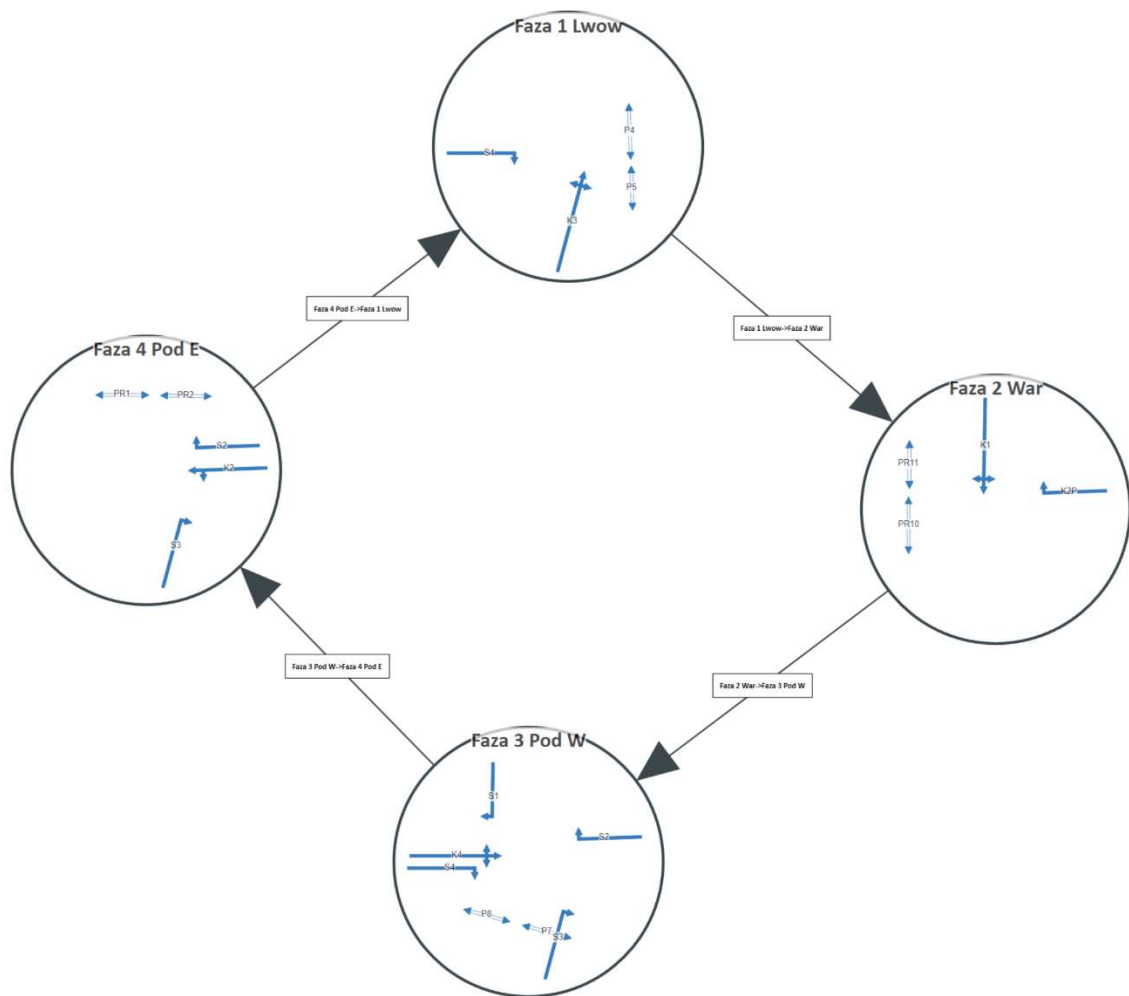 Faza 1 Lwow
P4
S4
P5
K3
Faza 4 Pod E->Faza 1 Lwow
Faza 1 Lwow->Faza 2 War
Faza 4 Pod E
PR1
PR2
S2
K2
S3
Faza 2 War
K1
PR11
K2P
PR10
Faza 3 Pod W->Faza 4 Pod E
Faza 2 War->Faza 3 Pod W
Faza 3 Pod W
S1
S2
K4
S4
P7
S3